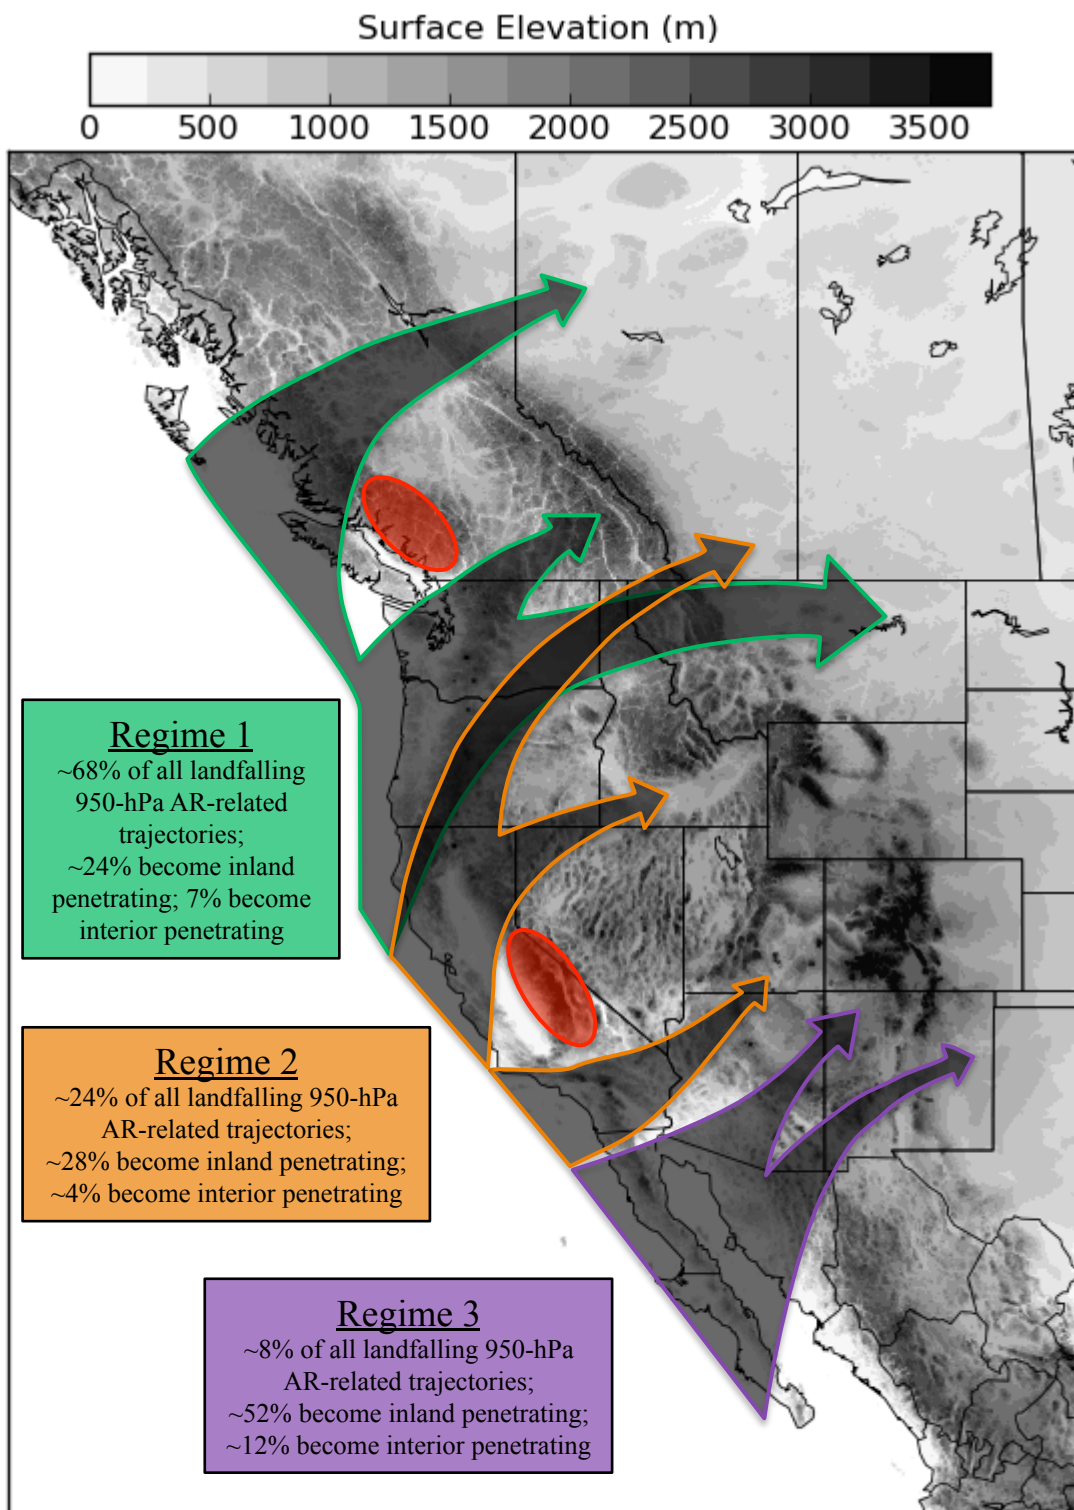 Surface Elevation (m)
0 500 1000 1500 2000 2500 3000 3500
Regime 1
~68% of all landfalling
950-hPa AR-related
trajectories;
~24% become inland
penetrating; 7% become
interior penetrating
Regime 2
~24% of all landfalling 950-hPa
AR-related trajectories;
~28% become inland penetrating;
~4% become interior penetrating
Regime 3
~8% of all landfalling 950-hPa
AR-related trajectories;
~52% become inland penetrating;
~12% become interior penetrating